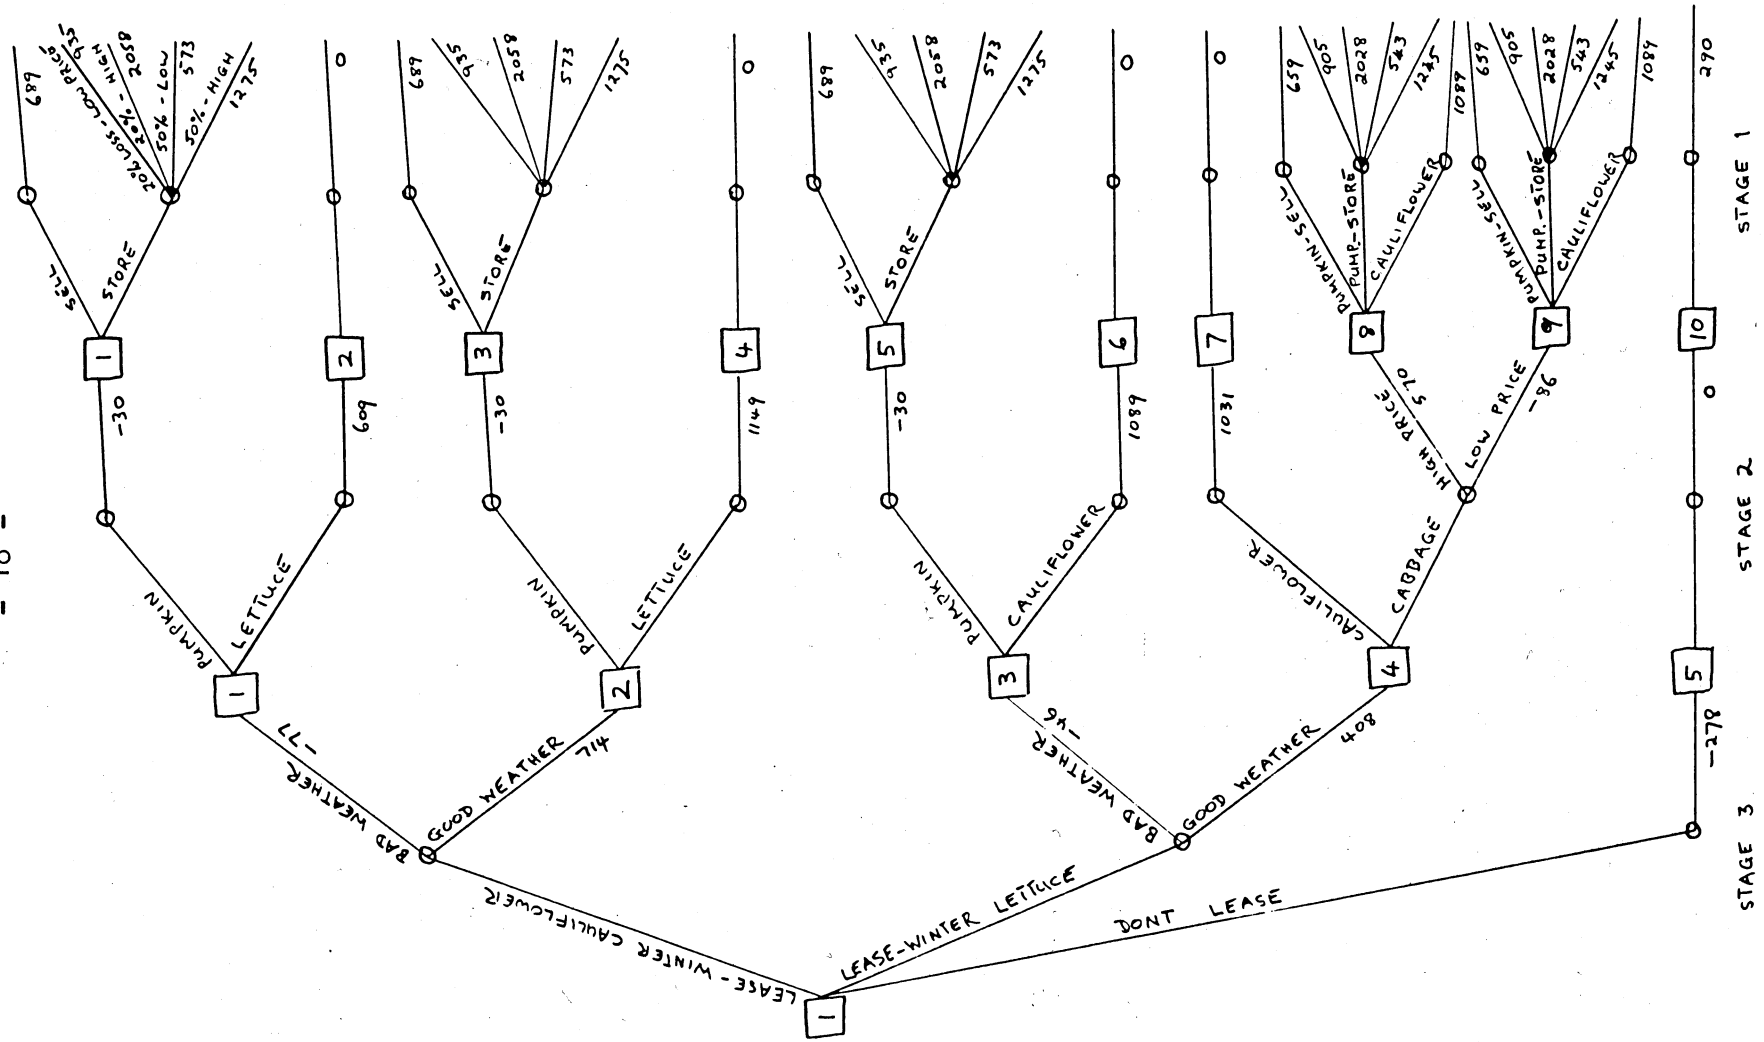 - 10 -
689
20% LOSS - LOW PRICE
935
20% - HIGH
2058
50% - LOW
573
50% - HIGH
1275
0
689
935
2058
573
1275
0
689
935
2058
573
1275
0
0
659
905
2028
543
1245
1089
659
905
2028
543
1245
1089
290
STAGE 1
SELL
STORE
SELL
STORE
SELL
STORE
PUMPKIN-SELL
PUMP.-STORE
CAULIFLOWER
PUMPKIN-SELL
PUMP.-STORE
CAULIFLOWER
1
2
3
4
5
6
7
8
9
10
-30
609
-30
1149
-30
1089
1031
HIGH PRICE
570
LOW PRICE
-86
0
STAGE 2
PUMPKIN
LETTUCE
PUMPKIN
LETTUCE
PUMPKIN
CAULIFLOWER
CAULIFLOWER
CABBAGE
1
2
3
4
5
BAD WEATHER
-77
GOOD WEATHER
714
BAD WEATHER
-46
GOOD WEATHER
408
-278
STAGE 3
LEASE - WINTER CAULIFLOWER
LEASE-WINTER LETTUCE
DONT LEASE
1